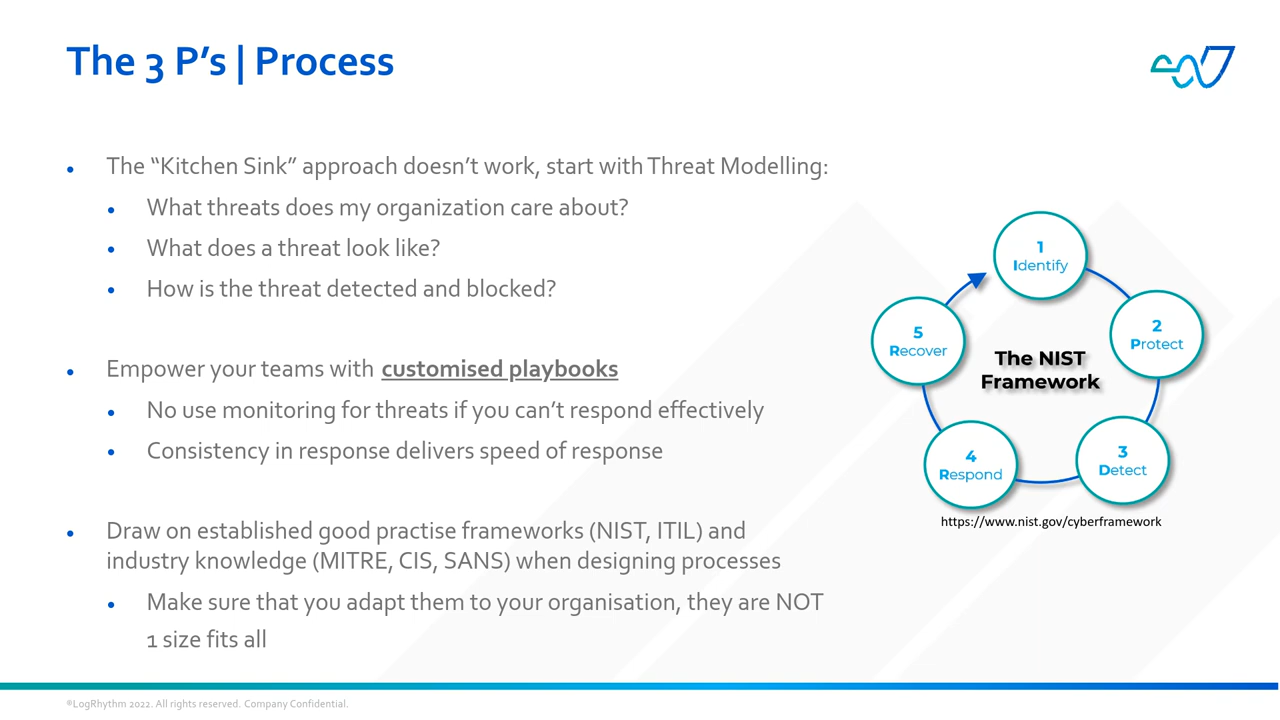 The 3 P’s | Process
The “Kitchen Sink” approach doesn’t work, start with Threat Modelling:
What threats does my organization care about?
What does a threat look like?
How is the threat detected and blocked?
Empower your teams with customised playbooks
No use monitoring for threats if you can’t respond effectively
Consistency in response delivers speed of response
Draw on established good practise frameworks (NIST, ITIL) and
industry knowledge (MITRE, CIS, SANS) when designing processes
Make sure that you adapt them to your organisation, they are NOT
1 size fits all
1
Identify
2
Protect
3
Detect
4
Respond
5
Recover
The NIST
Framework
https://www.nist.gov/cyberframework
®LogRhythm 2022. All rights reserved. Company Confidential.